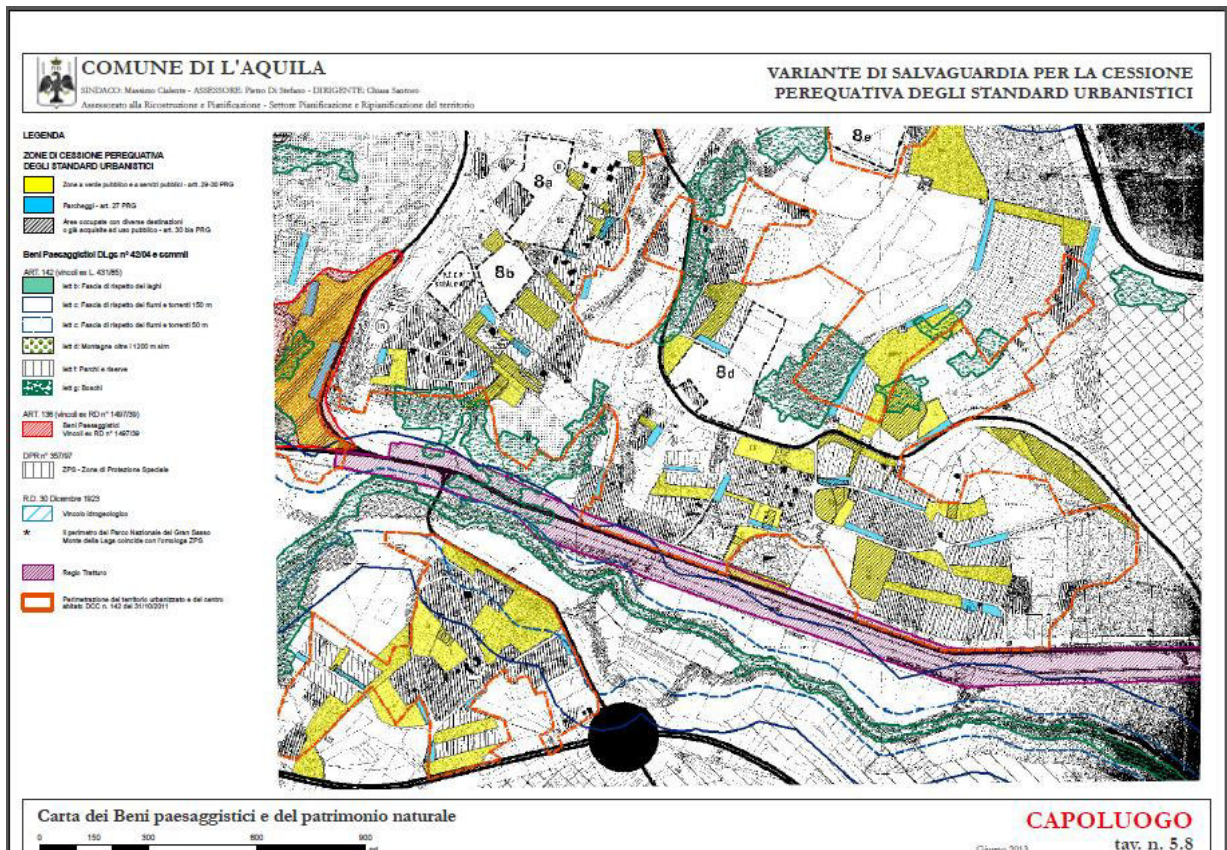 COMUNE DI L'AQUILA
SINDACO: Massimo Cialente - ASSESSORE: Pietro Di Stefano - DIRIGENTE: Chiara Santoro
Assessorato alla Ricostruzione e Pianificazione - Settore Pianificazione e Ripianificazione del territorio
VARIANTE DI SALVAGUARDIA PER LA CESSIONE
PEREQUATIVA DEGLI STANDARD URBANISTICI
LEGENDA
ZONE DI CESSIONE PEREQUATIVA
DEGLI STANDARD URBANISTICI
Zone a verde pubblico e a servizi pubblici - artt. 29-30 PRG
Parcheggi - art. 27 PRG
Aree occupate con diverse destinazioni
o già acquisite ad uso pubblico - art. 30 bis PRG
Beni Paesaggistici DLgs n° 42/04 e commii
ART. 142 (vincoli ex L. 431/85)
lett b: Fascia di rispetto dei laghi
lett c: Fascia di rispetto dei fiumi e torrenti 150 m
lett c: Fascia di rispetto dei fiumi e torrenti 50 m
lett d: Montagne oltre i 1200 m slm
lett f: Parchi e riserve
lett g: Boschi
ART. 136 (vincoli ex RD n° 1497/39)
Beni Paesaggistici
Vincoli ex RD n° 1497/39
DPR n° 357/97
ZPS - Zone di Protezione Speciale
R.D. 30 Dicembre 1923
Vincolo Idrogeologico
* Il perimetro del Parco Nazionale del Gran Sasso
Monte della Laga coincide con l'omologa ZPS.
Regio Tratturo
Perimetrazione del territorio urbanizzato e del centro
abitato DCC n. 142 del 31/10/2011
8e
8a
8b
8d
Carta dei Beni paesaggistici e del patrimonio naturale
0 150 300 600 900
CAPOLUOGO
Giugno 2013
tav. n. 5.8